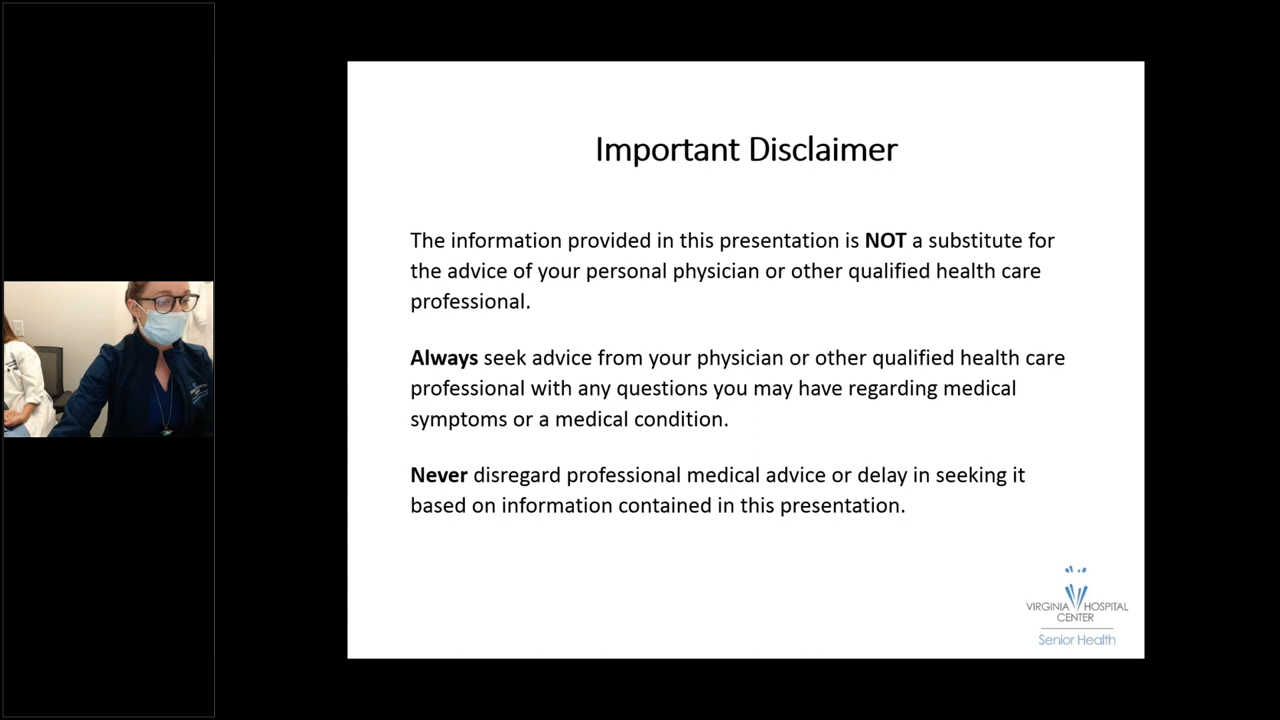 Important Disclaimer
The information provided in this presentation is NOT a substitute for
the advice of your personal physician or other qualified health care
professional.
Always seek advice from your physician or other qualified health care
professional with any questions you may have regarding medical
symptoms or a medical condition.
Never disregard professional medical advice or delay in seeking it
based on information contained in this presentation.
VIRGINIA HOSPITAL
CENTER
Senior Health